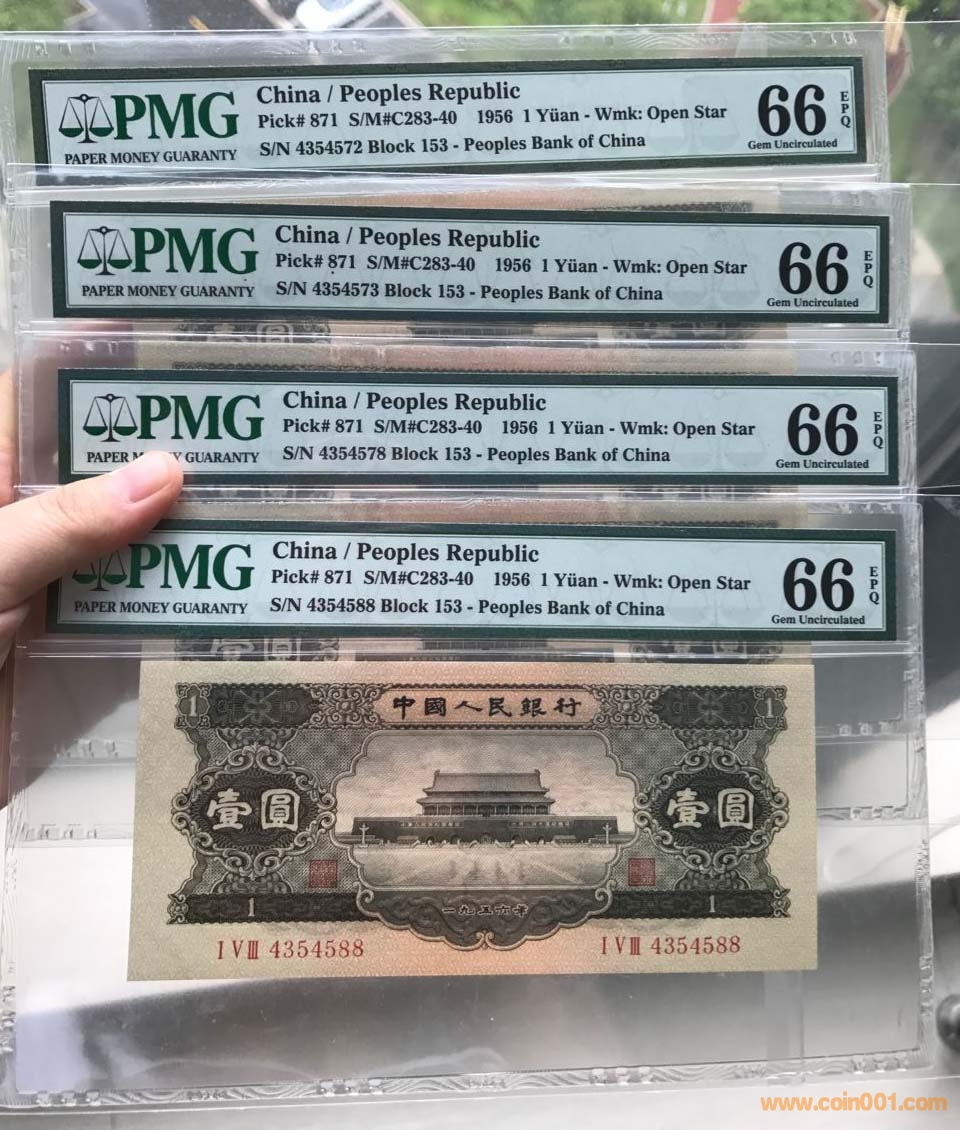 PMG
PAPER MONEY GUARANTY
China / Peoples Republic
Pick# 871 S/M#C283-40 1956 1 Yüan - Wmk: Open Star
S/N 4354572 Block 153 - Peoples Bank of China
66
EPQ
Gem Uncirculated
PMG
PAPER MONEY GUARANTY
China / Peoples Republic
Pick# 871 S/M#C283-40 1956 1 Yüan - Wmk: Open Star
S/N 4354573 Block 153 - Peoples Bank of China
66
EPQ
Gem Uncirculated
壹圓
PMG
PAPER GUARANTY
China / Peoples Republic
Pick# 871 S/M#C283-40 1956 1 Yüan - Wmk: Open Star
S/N 4354578 Block 153 - Peoples Bank of China
66
EPQ
Gem Uncirculated
PMG
PAPER MONEY GUARANTY
China / Peoples Republic
Pick# 871 S/M#C283-40 1956 1 Yüan - Wmk: Open Star
S/N 4354588 Block 153 - Peoples Bank of China
66
EPQ
Gem Uncirculated
壹圓
1 中國人民銀行 1
壹圓 壹圓
1 一九五六年 1
I V III 4354588 I V III 4354588
www.coin001.com